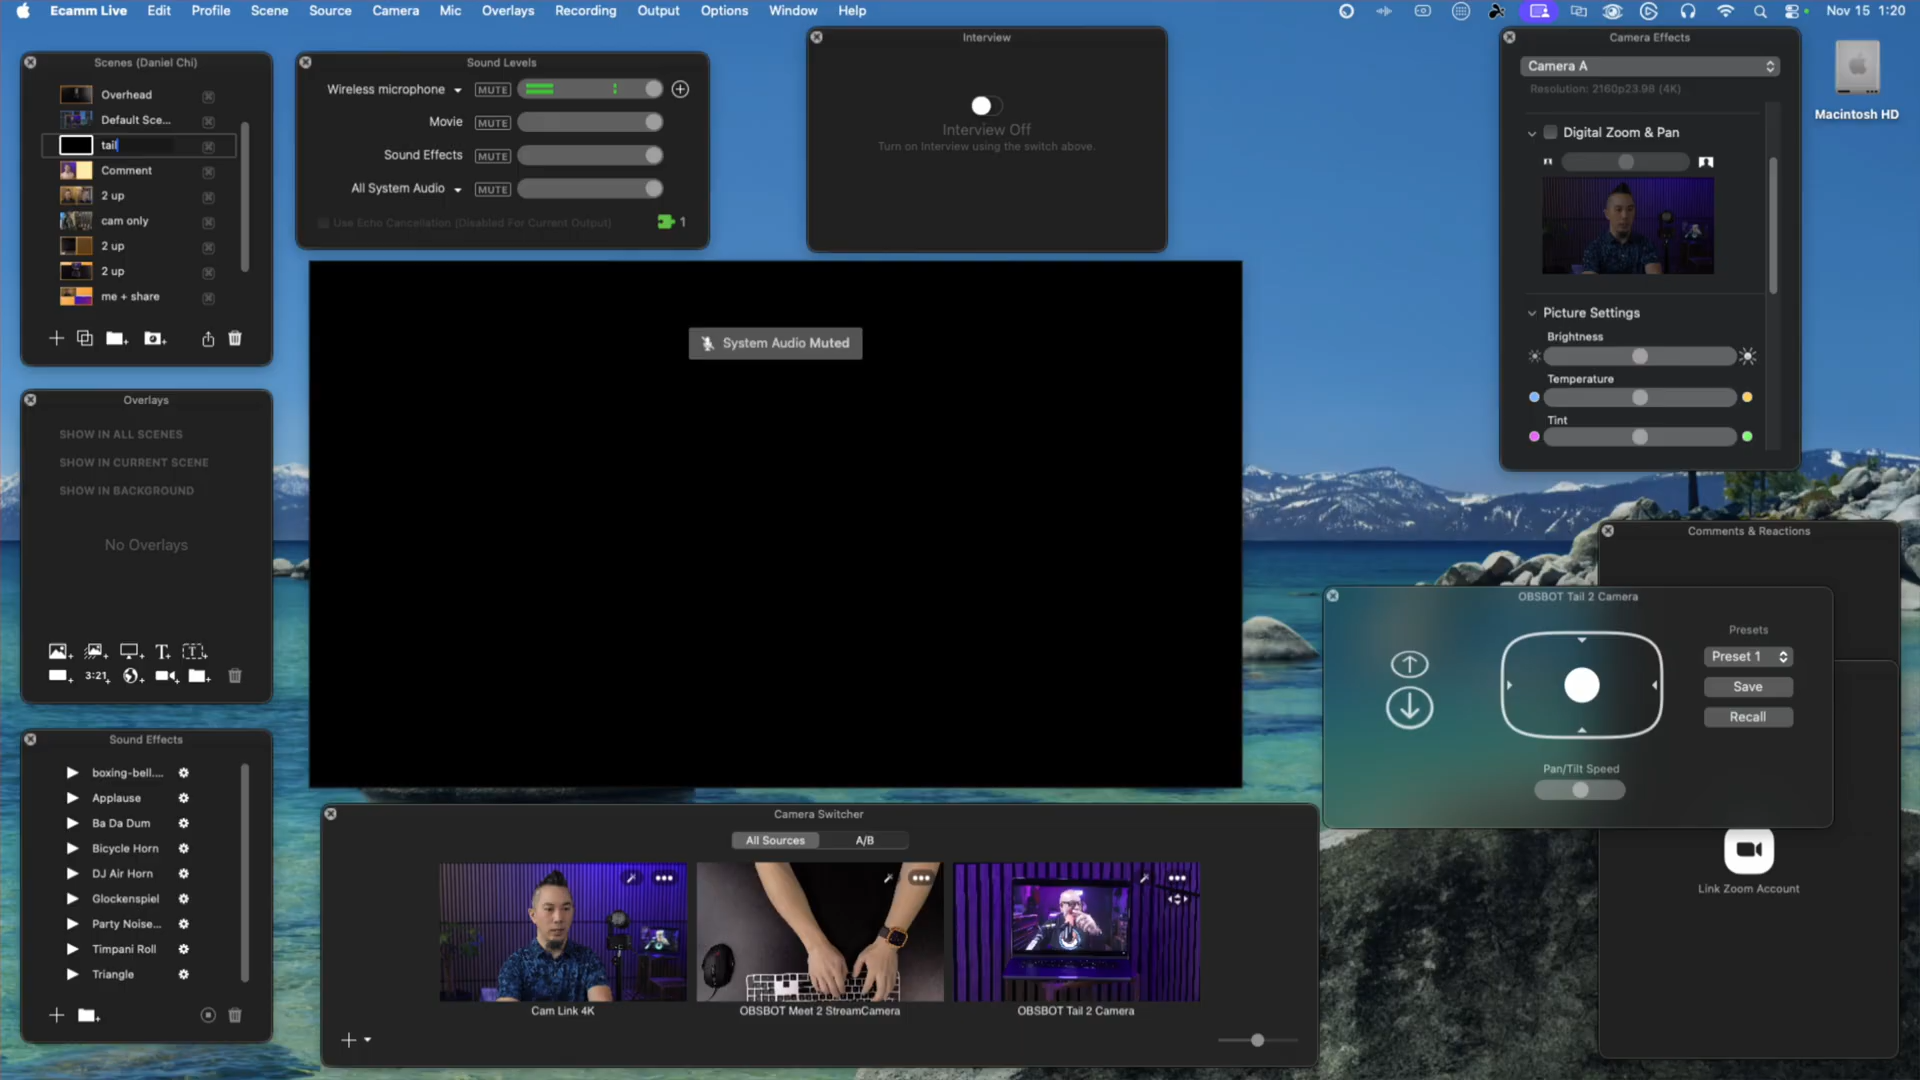 Ecamm Live Edit Profile Scene Source Camera Mic Overlays Recording Output Options Window Help Nov 15 1:20
Macintosh HD
Scenes (Daniel Chi)
Overhead
Default Sce...
tail
Comment
2 up
cam only
2 up
2 up
me + share
Sound Levels
Wireless microphone MUTE
Movie MUTE
Sound Effects MUTE
All System Audio MUTE
Use Echo Cancellation (Disabled For Current Output) 1
Interview
Interview Off
Turn on Interview using the switch above.
Camera Effects
Camera A
Resolution: 2160p23.98 (4K)
Digital Zoom & Pan
Picture Settings
Brightness
Temperature
Tint
System Audio Muted
Overlays
SHOW IN ALL SCENES
SHOW IN CURRENT SCENE
SHOW IN BACKGROUND
No Overlays
T T
3:21
Comments & Reactions
OBSBOT Tail 2 Camera
Presets
Preset 1
Save
Recall
Pan/Tilt Speed
Link Zoom Account
Sound Effects
boxing-bell....
Applause
Ba Da Dum
Bicycle Horn
DJ Air Horn
Glockenspiel
Party Noise...
Timpani Roll
Triangle
Camera Switcher
All Sources A/B
Cam Link 4K
OBSBOT Meet 2 StreamCamera
OBSBOT Tail 2 Camera